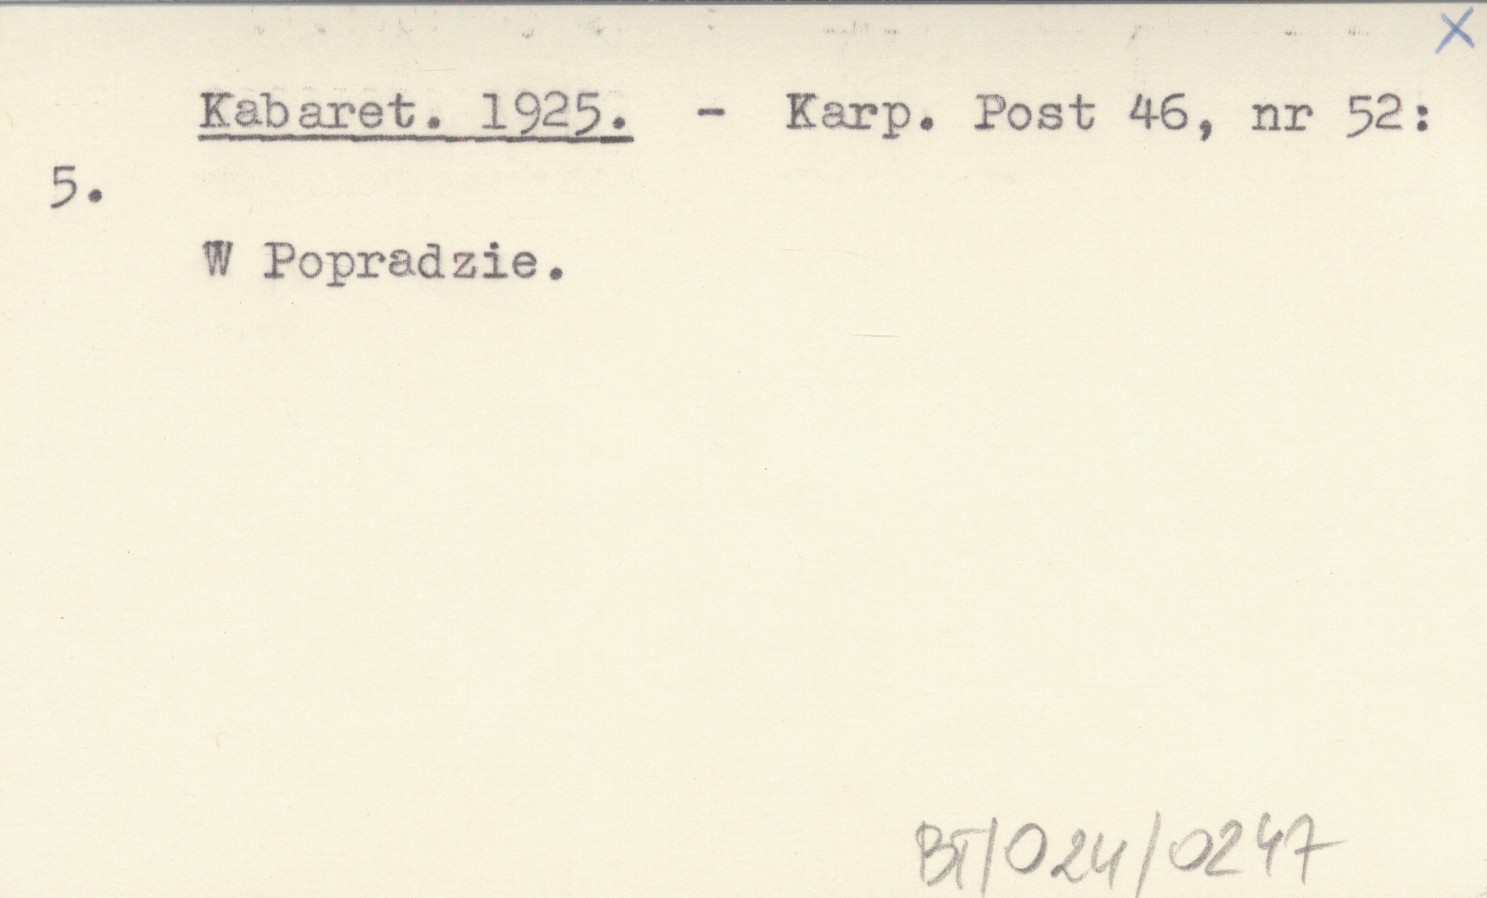 Kabaret. 1925. - Karp. Post 46, nr 52:
5.
W Popradzie.
BT/024/0247